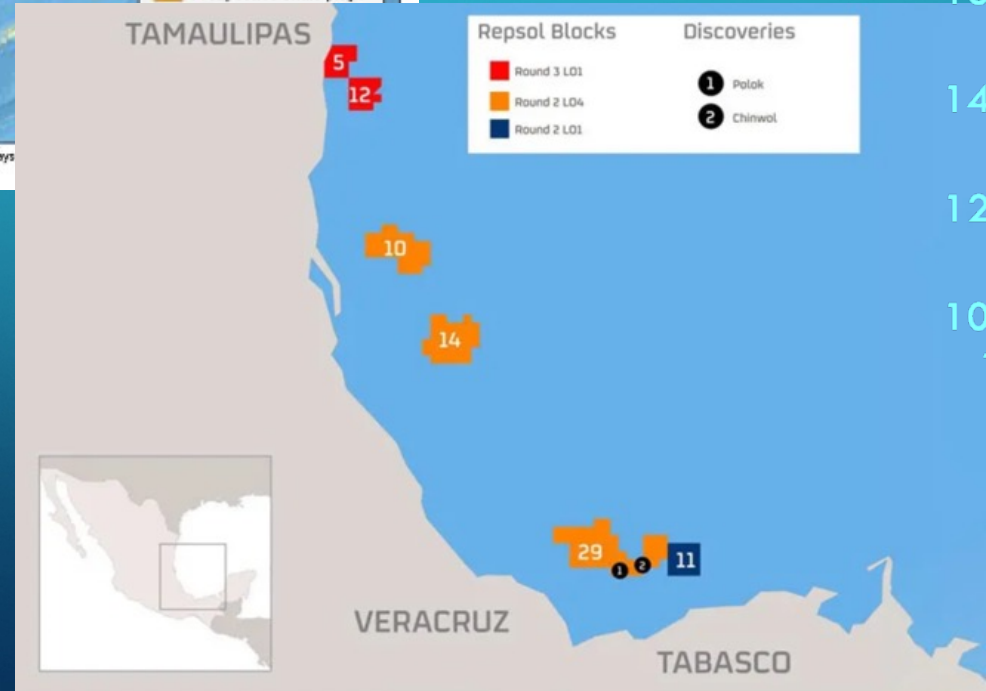 TAMAULIPAS
Repsol Blocks
Discoveries
Round 3 L01
1 Polok
Round 2 L04
2 Chinwol
Round 2 L01
5
12
14
12
10
10
14
29
1
2
11
VERACRUZ
TABASCO